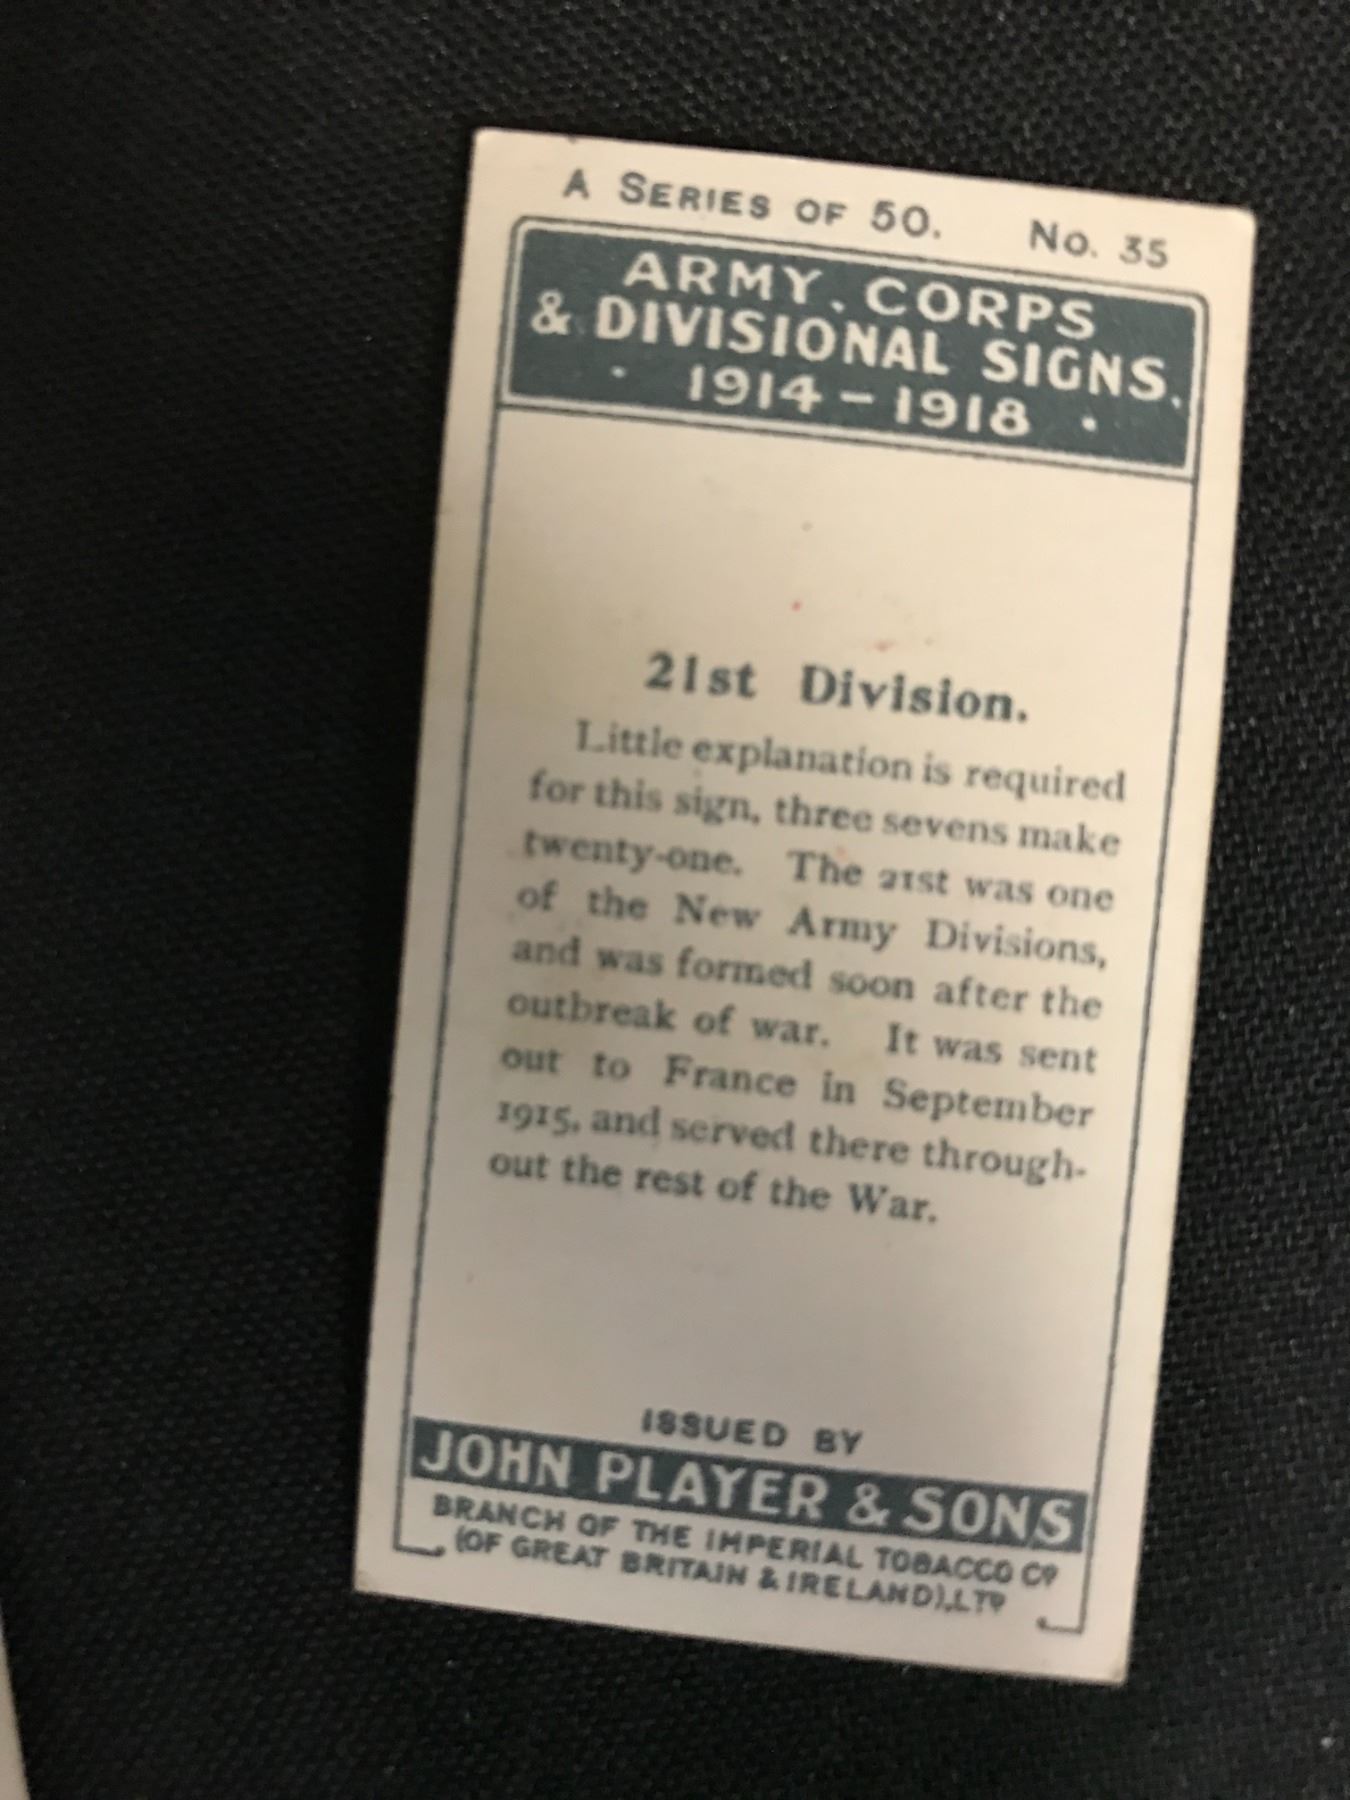 A SERIES OF 50. No. 35
ARMY, CORPS
& DIVISIONAL SIGNS.
· 1914 – 1918 ·
21st Division.
Little explanation is required
for this sign, three sevens make
twenty-one. The 21st was one
of the New Army Divisions,
and was formed soon after the
outbreak of war. It was sent
out to France in September
1915, and served there through-
out the rest of the War.
ISSUED BY
JOHN PLAYER & SONS
BRANCH OF THE IMPERIAL TOBACCO Co
(OF GREAT BRITAIN & IRELAND), LTD